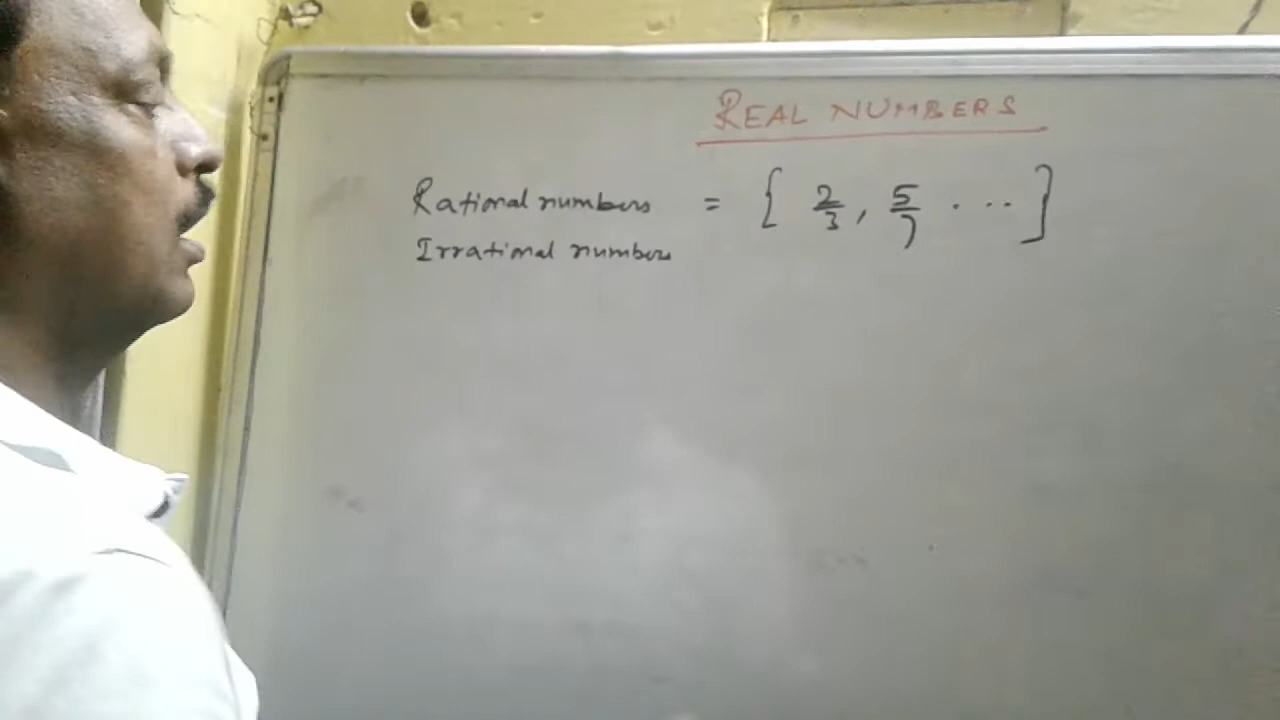 REAL NUMBERS
Rational numbers = { 2/3, 5/7 . ... }
Irrational numbers